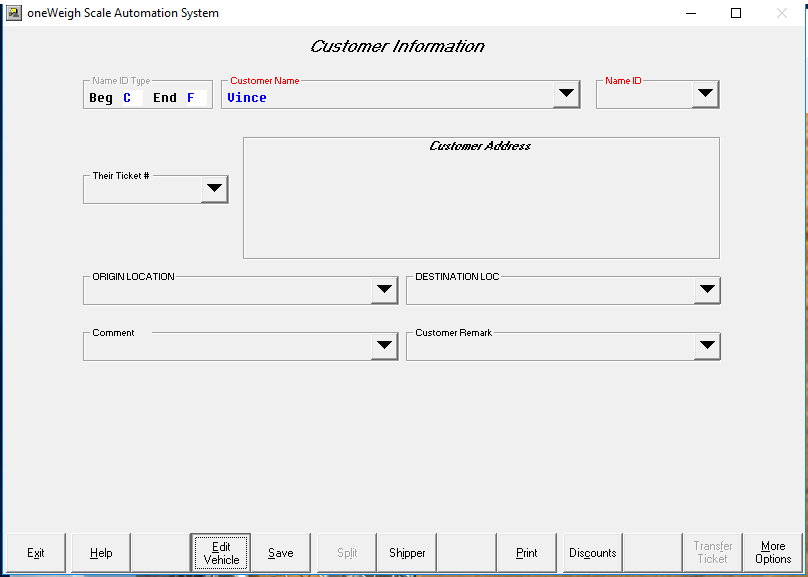 oneWeigh Scale Automation System
Customer Information
Name ID Type
Customer Name
Name ID
Beg C End F
Vince
Customer Address
Their Ticket #
ORIGIN LOCATION
DESTINATION LOC
Comment
Customer Remark
Exit
Help
Edit
Vehicle
Save
Split
Shipper
Print
Discounts
Transfer
Ticket
More
Options